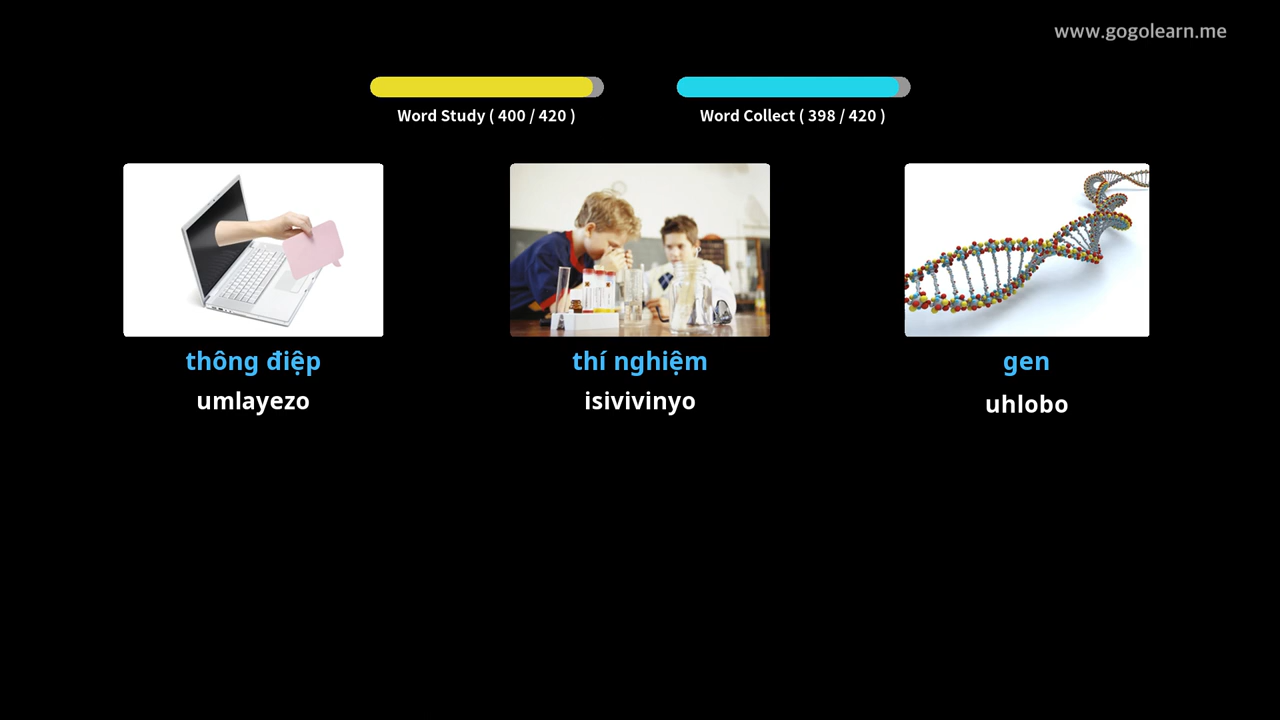 www.gogolearn.me
Word Study ( 400 / 420 )
Word Collect ( 398 / 420 )
thông điệp
umlayezo
thí nghiệm
isivivinyo
gen
uhlobo